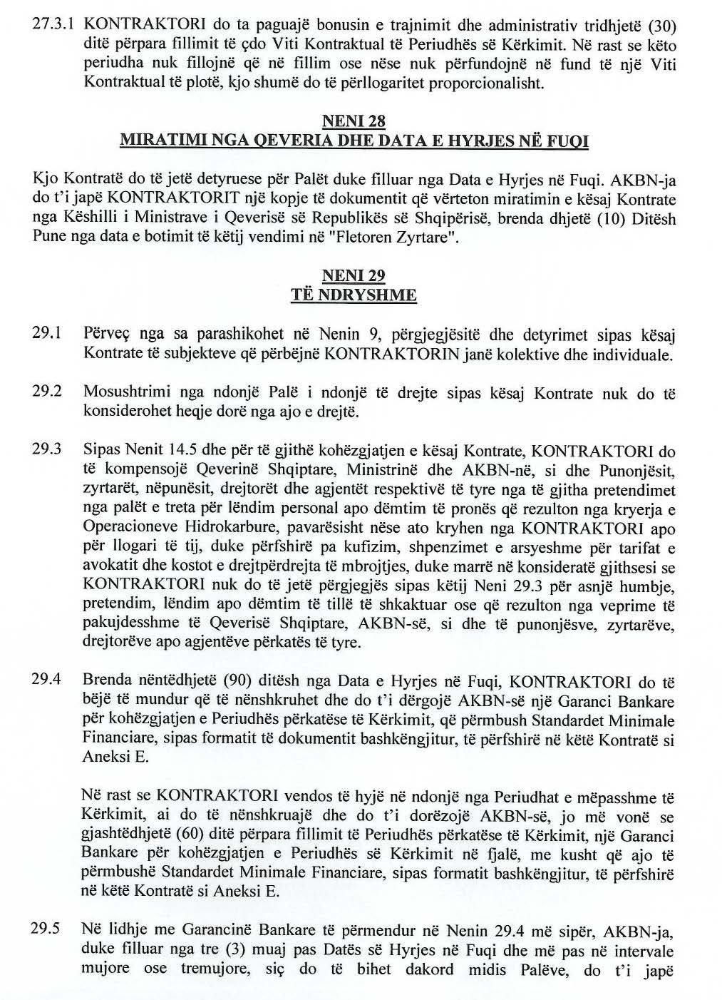 27.3.1 KONTRAKTORI do ta paguajë bonusin e trajnimit dhe administrativ tridhjetë (30)
ditë përpara fillimit të çdo Viti Kontraktual të Periudhës së Kërkimit. Në rast se këto
periudha nuk fillojnë që në fillim ose nëse nuk përfundojnë në fund të një Viti
Kontraktual të plotë, kjo shumë do të përllogaritet proporcionalisht.
NENI 28
MIRATIMI NGA QEVERIA DHE DATA E HYRJES NË FUQI
Kjo Kontratë do të jetë detyruese për Palët duke filluar nga Data e Hyrjes në Fuqi. AKBN-ja
do t'i japë KONTRAKTORIT një kopje të dokumentit që vërteton miratimin e kësaj Kontrate
nga Këshilli i Ministrave i Qeverisë së Republikës së Shqipërisë, brenda dhjetë (10) Ditësh
Pune nga data e botimit të këtij vendimi në "Fletoren Zyrtare".
NENI 29
TË NDRYSHME
29.1 Përveç nga sa parashikohet në Nenin 9, përgjegjësitë dhe detyrimet sipas kësaj
Kontrate të subjekteve që përbëjnë KONTRAKTORIN janë kolektive dhe individuale.
29.2 Mosushtrimi nga ndonjë Palë i ndonjë të drejte sipas kësaj Kontrate nuk do të
konsiderohet heqje dorë nga ajo e drejtë.
29.3 Sipas Nenit 14.5 dhe për të gjithë kohëzgjatjen e kësaj Kontrate, KONTRAKTORI do
të kompensojë Qeverinë Shqiptare, Ministrinë dhe AKBN-në, si dhe Punonjësit,
zyrtarët, nëpunësit, drejtorët dhe agjentët respektivë të tyre nga të gjitha pretendimet
nga palët e treta për lëndim personal apo dëmtim të pronës që rezulton nga kryerja e
Operacioneve Hidrokarbure, pavarësisht nëse ato kryhen nga KONTRAKTORI apo
për llogari të tij, duke përfshirë pa kufizim, shpenzimet e arsyeshme për tarifat e
avokatit dhe kostot e drejtpërdrejta të mbrojtjes, duke marrë në konsideratë gjithsesi se
KONTRAKTORI nuk do të jetë përgjegjës sipas këtij Neni 29.3 për asnjë humbje,
pretendim, lëndim apo dëmtim të tillë të shkaktuar ose që rezulton nga veprime të
pakujdesshme të Qeverisë Shqiptare, AKBN-së, si dhe të punonjësve, zyrtarëve,
drejtorëve apo agjentëve përkatës të tyre.
29.4 Brenda nëntëdhjetë (90) ditësh nga Data e Hyrjes në Fuqi, KONTRAKTORI do të
bëjë të mundur që të nënshkruhet dhe do t'i dërgojë AKBN-së një Garanci Bankare
për kohëzgjatjen e Periudhës përkatëse të Kërkimit, që përmbush Standardet Minimale
Financiare, sipas formatit të dokumentit bashkëngjitur, të përfshirë në këtë Kontratë si
Aneksi E.
Në rast se KONTRAKTORI vendos të hyjë në ndonjë nga Periudhat e mëpasshme të
Kërkimit, ai do të nënshkruajë dhe do t'i dorëzojë AKBN-së, jo më vonë se
gjashtëdhjetë (60) ditë përpara fillimit të Periudhës përkatëse të Kërkimit, një Garanci
Bankare për kohëzgjatjen e Periudhës së Kërkimit në fjalë, me kusht që ajo të
përmbushë Standardet Minimale Financiare, sipas formatit bashkëngjitur, të përfshirë
në këtë Kontratë si Aneksi E.
29.5 Në lidhje me Garancinë Bankare të përmendur në Nenin 29.4 më sipër, AKBN-ja,
duke filluar nga tre (3) muaj pas Datës së Hyrjes në Fuqi dhe më pas në intervale
mujore ose tremujore, siç do të bihet dakord midis Palëve, do t'i japë